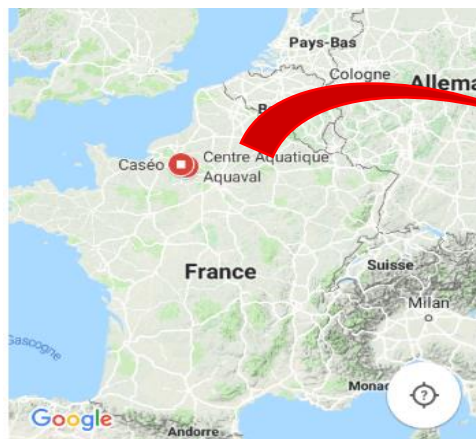 Pays-Bas
Cologne
Allema
Caséo
Centre Aquatique
Aquaval
France
Suisse
Milan
Gascogne
Monac
Google
Andorre